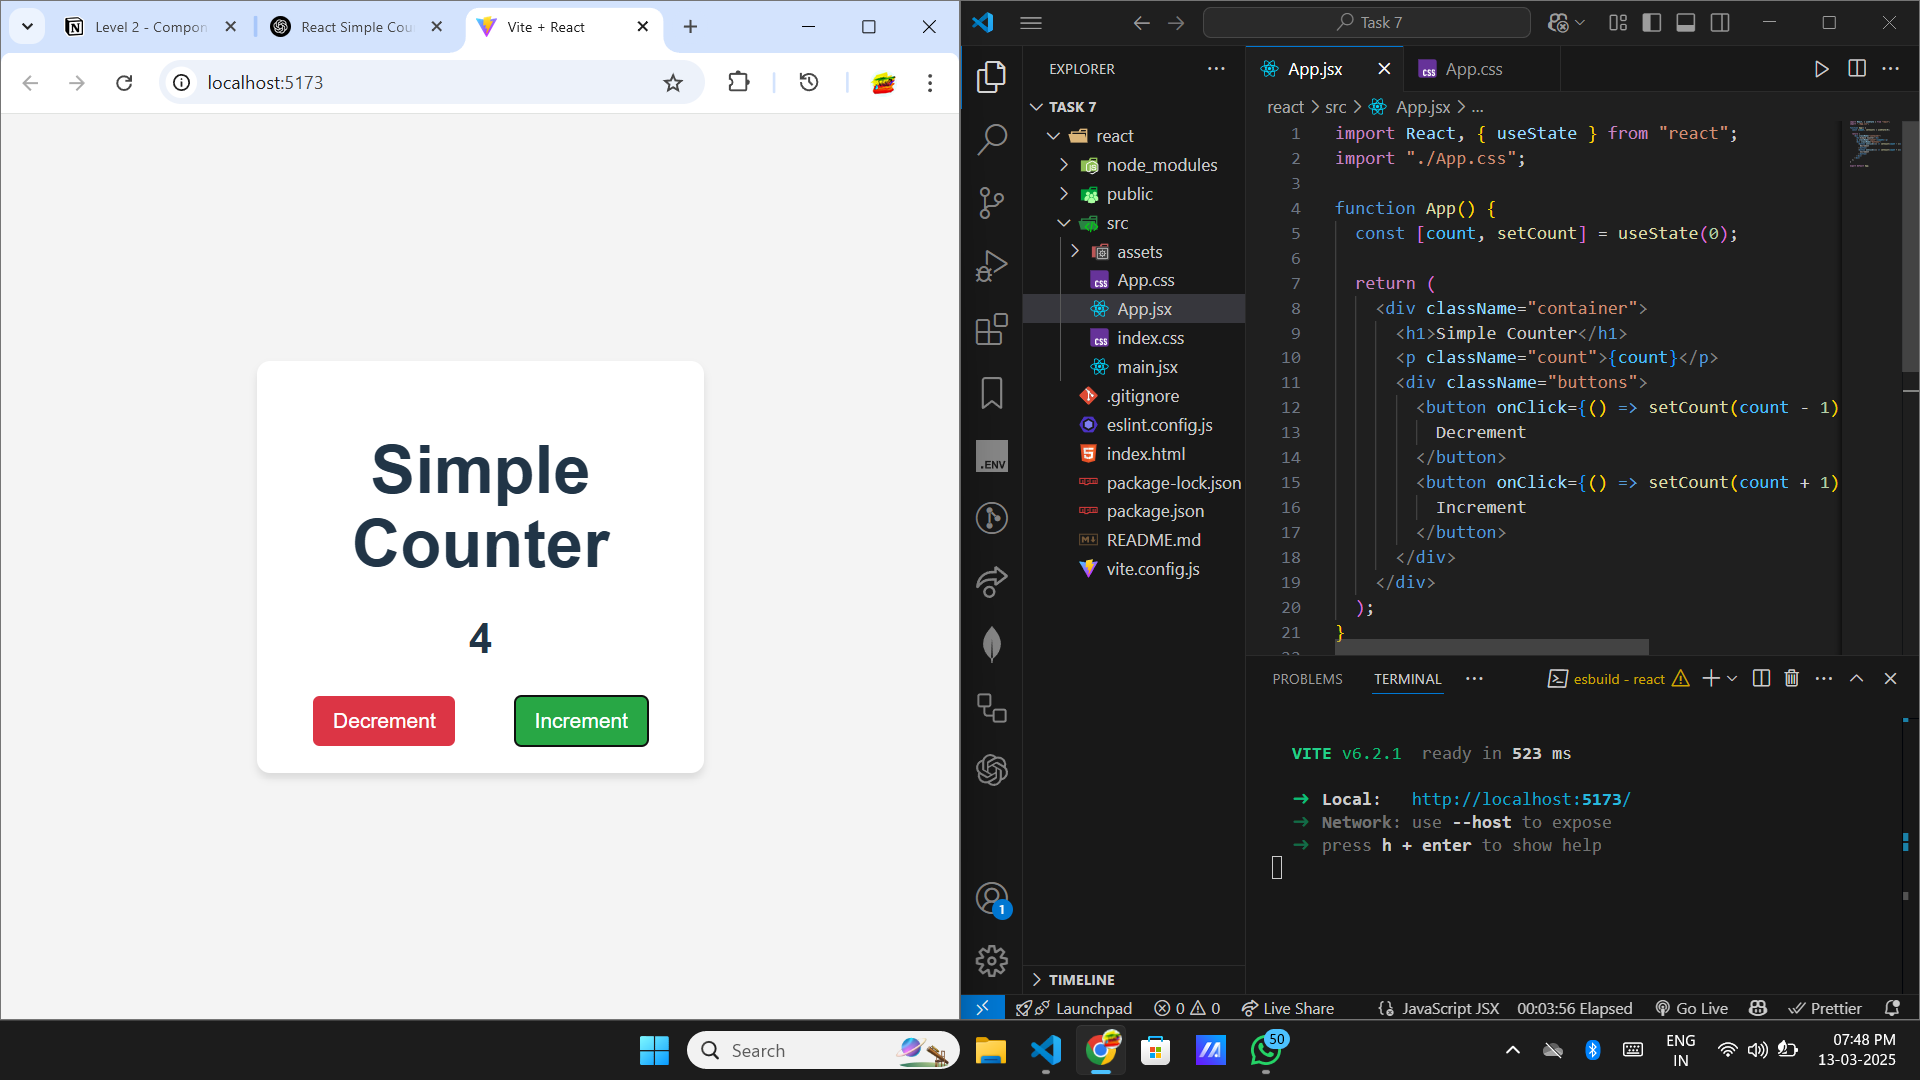 Level 2 - Compon
React Simple Cou
Vite + React
localhost:5173
Simple
Counter
4
Decrement
Increment
Task 7
EXPLORER
TASK 7
react
node_modules
public
src
assets
App.css
App.jsx
index.css
main.jsx
.gitignore
eslint.config.js
index.html
package-lock.json
package.json
README.md
vite.config.js
TIMELINE
.ENV
1
App.jsx
App.css
react > src > App.jsx > ...
1 import React, { useState } from "react";
2 import "./App.css";
3
4 function App() {
5 const [count, setCount] = useState(0);
6
7 return (
8 <div className="container">
9 <h1>Simple Counter</h1>
10 <p className="count">{count}</p>
11 <div className="buttons">
12 <button onClick={() => setCount(count - 1)
13 Decrement
14 </button>
15 <button onClick={() => setCount(count + 1)
16 Increment
17 </button>
18 </div>
19 </div>
20 );
21 }
PROBLEMS
TERMINAL
esbuild - react
VITE v6.2.1 ready in 523 ms
➜ Local: http://localhost:5173/
➜ Network: use --host to expose
➜ press h + enter to show help
Launchpad
0
0
Live Share
JavaScript JSX
00:03:56 Elapsed
Go Live
Prettier
Search
50
ENG
IN
07:48 PM
13-03-2025